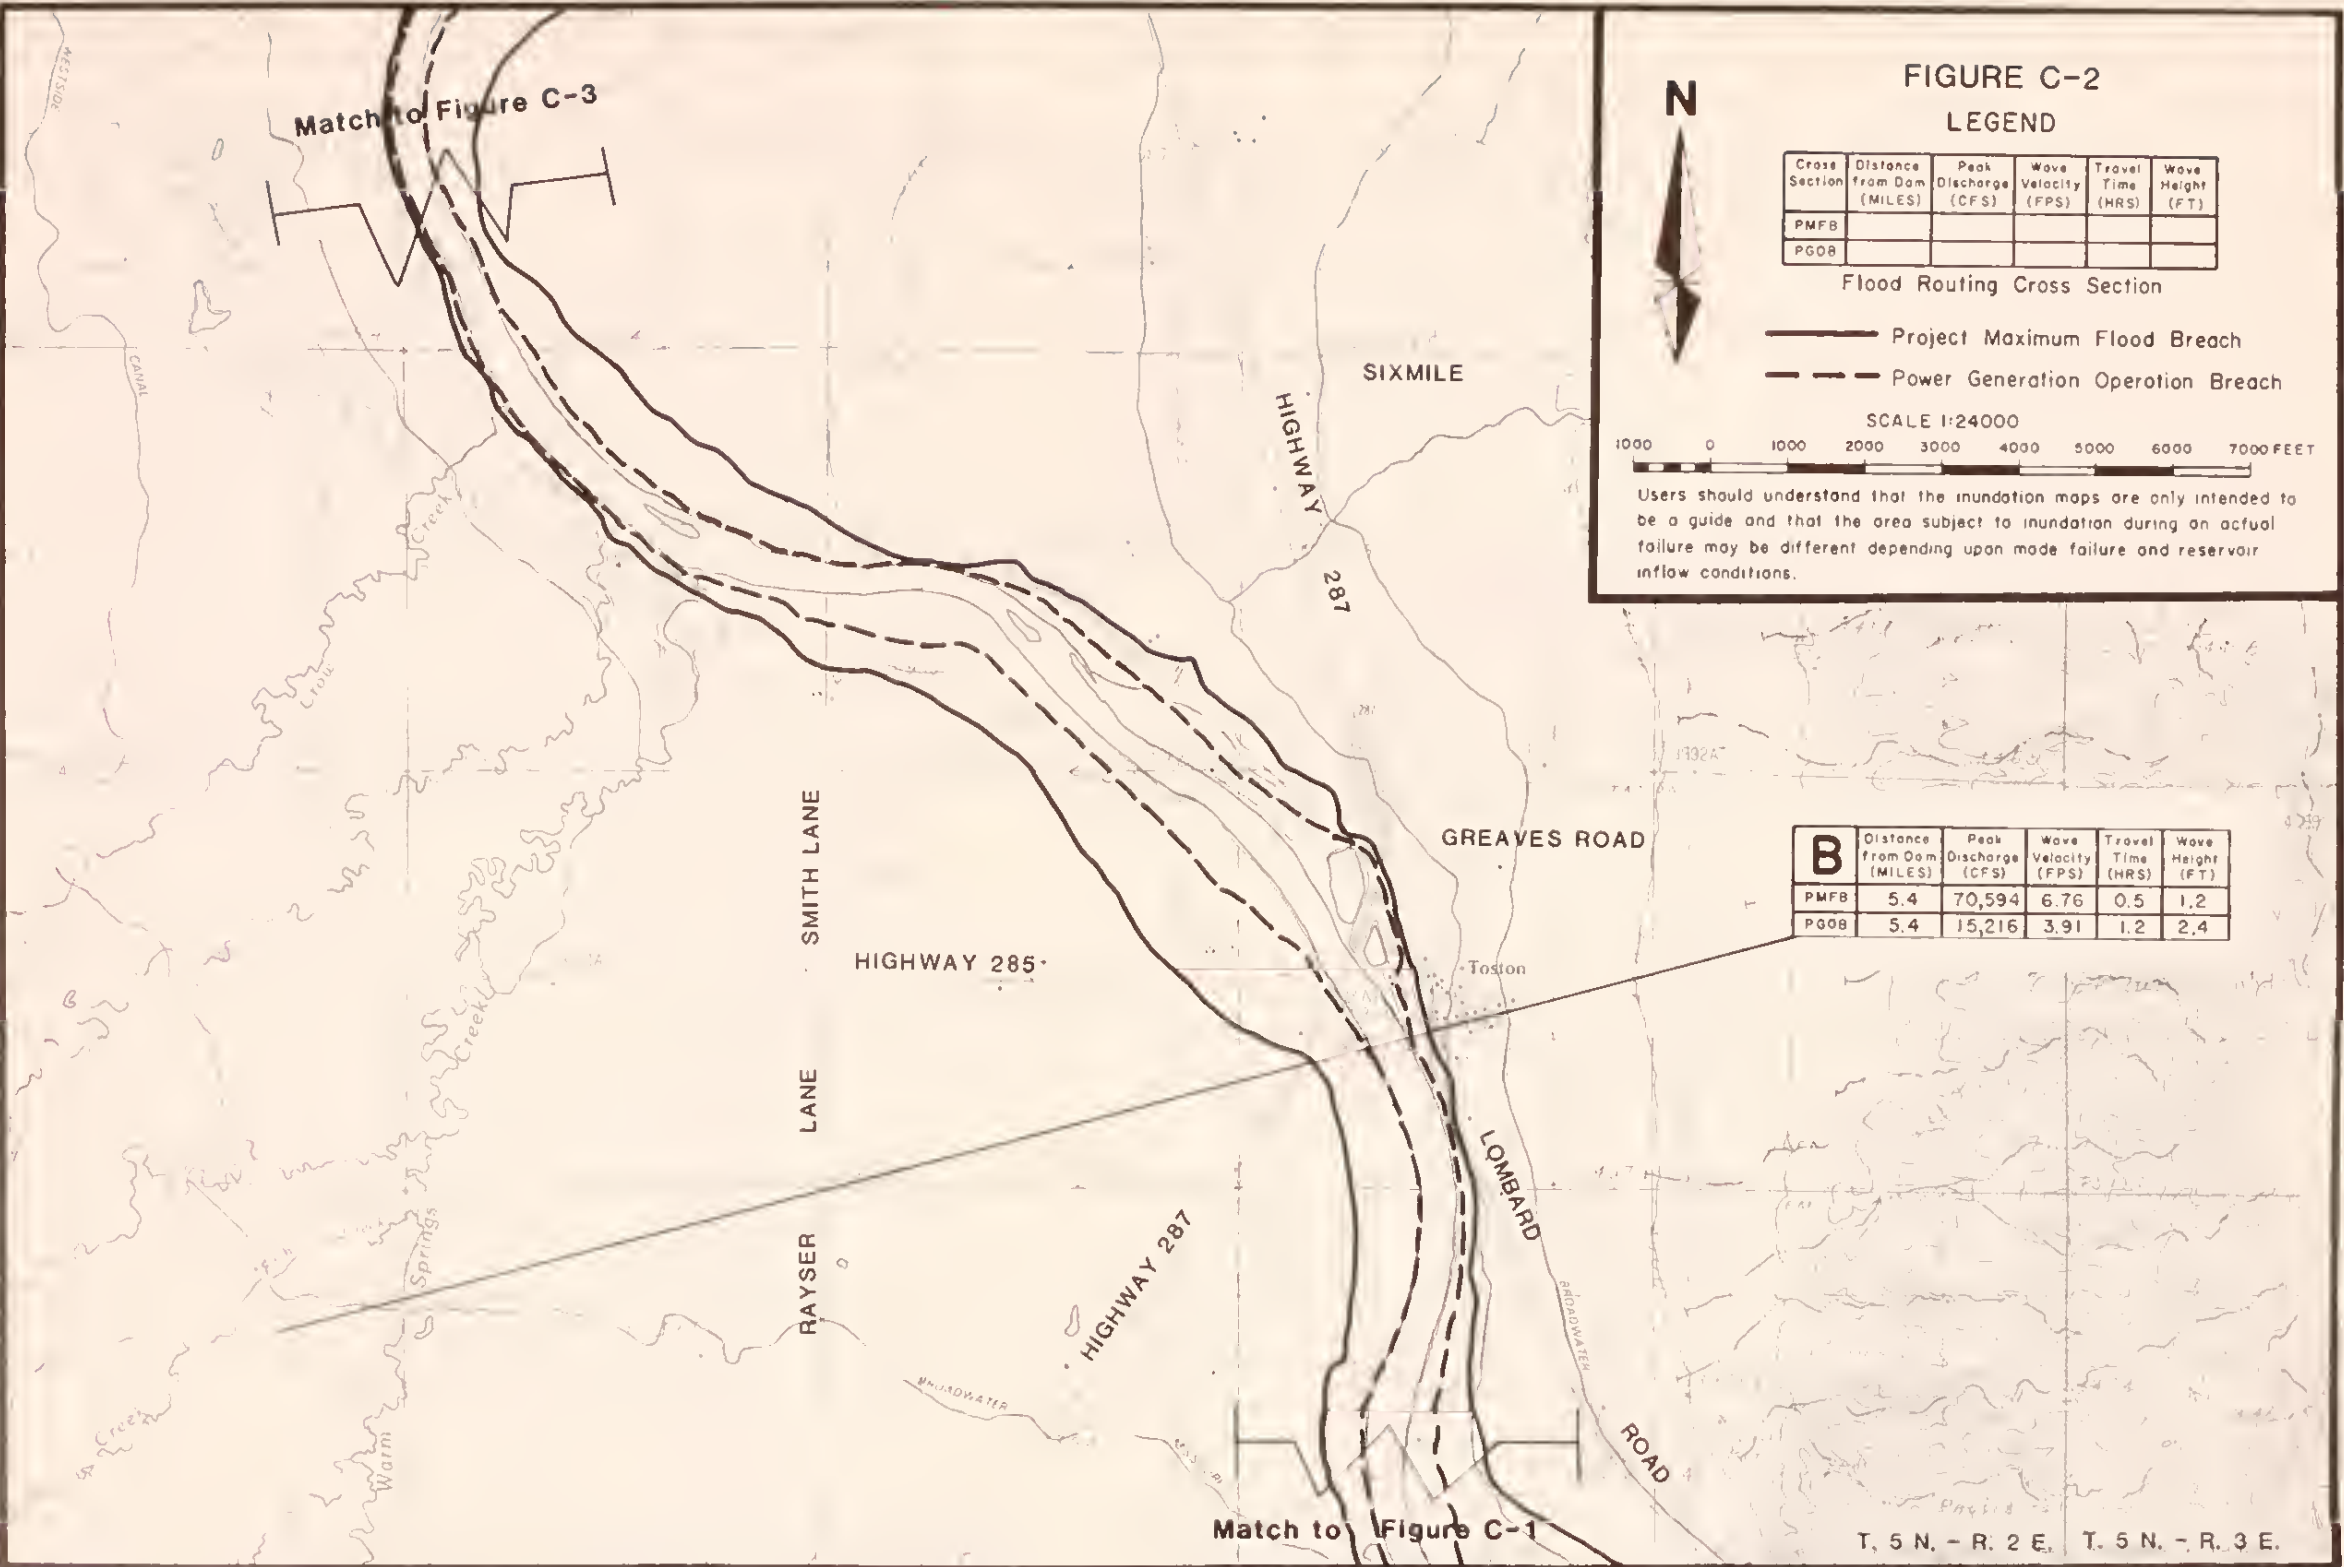 FIGURE C-2
LEGEND
N
Cross Section | Distance from Dam (MILES) | Peak Discharge (CFS) | Wave Velocity (FPS) | Travel Time (HRS) | Wave Height (FT)
PMFB
PGOB
Flood Routing Cross Section
Project Maximum Flood Breach
Power Generation Operation Breach
SCALE 1:24000
1000 0 1000 2000 3000 4000 5000 6000 7000 FEET
Users should understand that the inundation maps are only intended to
be a guide and that the area subject to inundation during an actual
failure may be different depending upon mode failure and reservoir
inflow conditions.
Match to Figure C-3
WESTSIDE
CANAL
SIXMILE
HIGHWAY
287
Crow
Creek
287
SMITH LANE
GREAVES ROAD
B | Distance from Dam (MILES) | Peak Discharge (CFS) | Wave Velocity (FPS) | Travel Time (HRS) | Wave Height (FT)
PMFB 5.4 70,594 6.76 0.5 1.2
PGOB 5.4 15,216 3.91 1.2 2.4
HIGHWAY 285
Toston
RAYSER LANE
LOMBARD
ROAD
HIGHWAY 287
Warm
Springs
Creek
BROADWATER
BROADWATER
Creek
Match to Figure C-1
T. 5 N. - R. 2 E. T. 5 N. - R. 3 E.